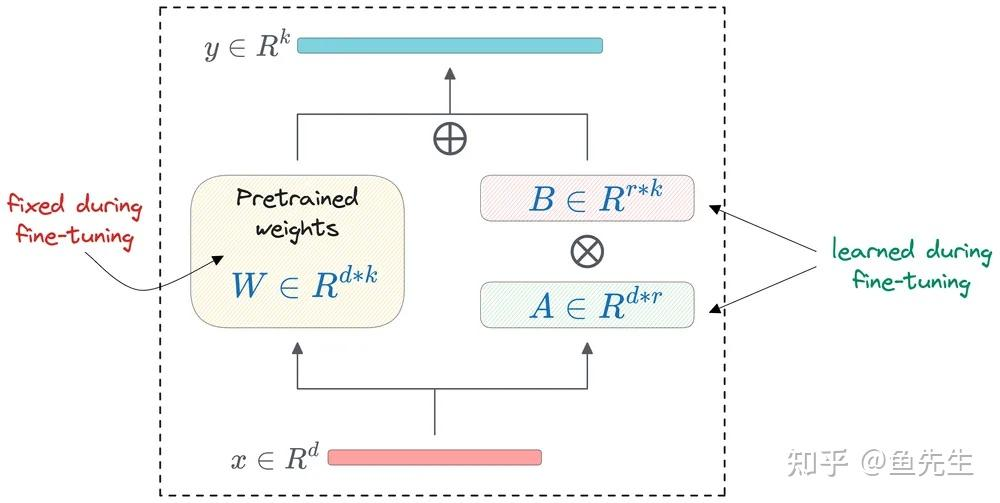 y ∈ R^k
⊕
Pretrained
weights
W ∈ R^{d*k}
B ∈ R^{r*k}
⊗
A ∈ R^{d*r}
fixed during
fine-tuning
learned during
fine-tuning
x ∈ R^d
知乎 @鱼先生